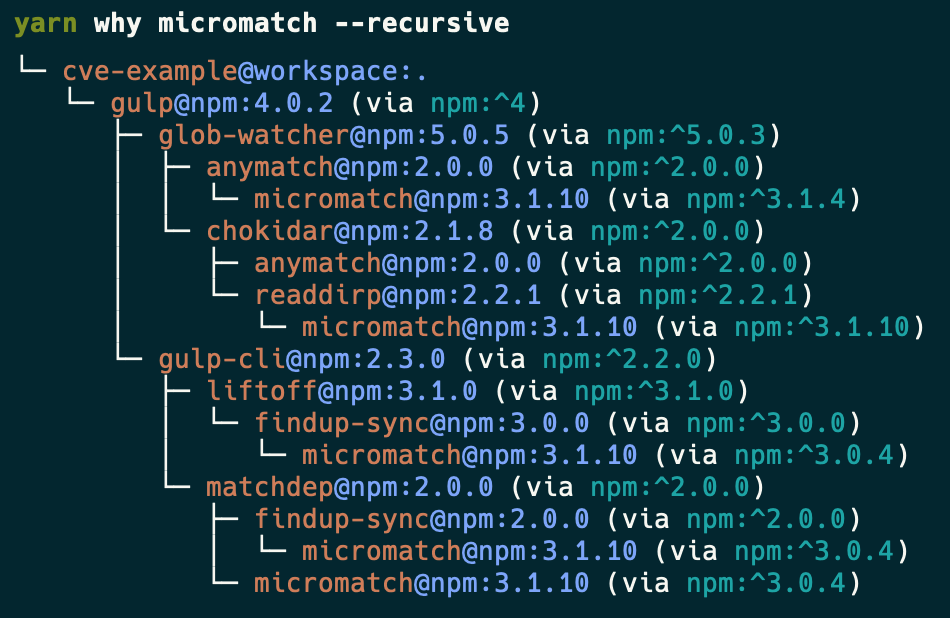 yarn why micromatch --recursive
└─ cve-example@workspace:.
   └─ gulp@npm:4.0.2 (via npm:^4)
      ├─ glob-watcher@npm:5.0.5 (via npm:^5.0.3)
      │  ├─ anymatch@npm:2.0.0 (via npm:^2.0.0)
      │  │  └─ micromatch@npm:3.1.10 (via npm:^3.1.4)
      │  └─ chokidar@npm:2.1.8 (via npm:^2.0.0)
      │     ├─ anymatch@npm:2.0.0 (via npm:^2.0.0)
      │     └─ readdirp@npm:2.2.1 (via npm:^2.2.1)
      │        └─ micromatch@npm:3.1.10 (via npm:^3.1.10)
      └─ gulp-cli@npm:2.3.0 (via npm:^2.2.0)
         ├─ liftoff@npm:3.1.0 (via npm:^3.1.0)
         │  └─ findup-sync@npm:3.0.0 (via npm:^3.0.0)
         │     └─ micromatch@npm:3.1.10 (via npm:^3.0.4)
         └─ matchdep@npm:2.0.0 (via npm:^2.0.0)
            ├─ findup-sync@npm:2.0.0 (via npm:^2.0.0)
            │  └─ micromatch@npm:3.1.10 (via npm:^3.0.4)
            └─ micromatch@npm:3.1.10 (via npm:^3.0.4)